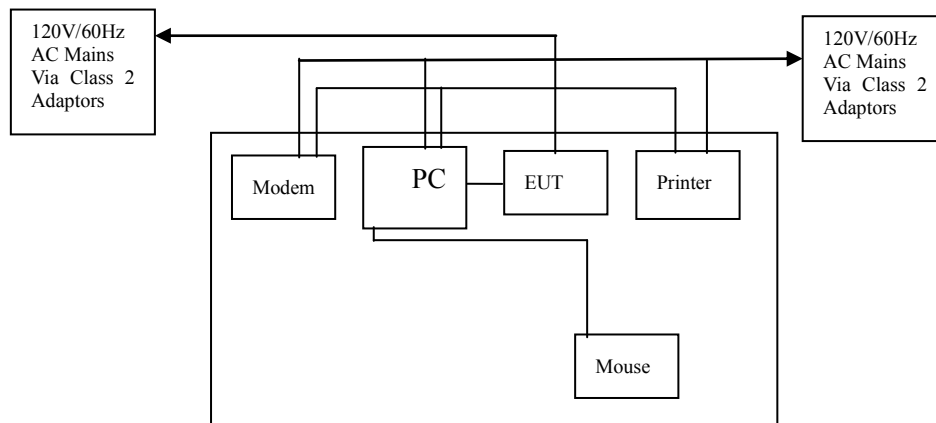 120V/60Hz
AC Mains
Via Class 2
Adaptors
120V/60Hz
AC Mains
Via Class 2
Adaptors
Modem
PC
EUT
Printer
Mouse